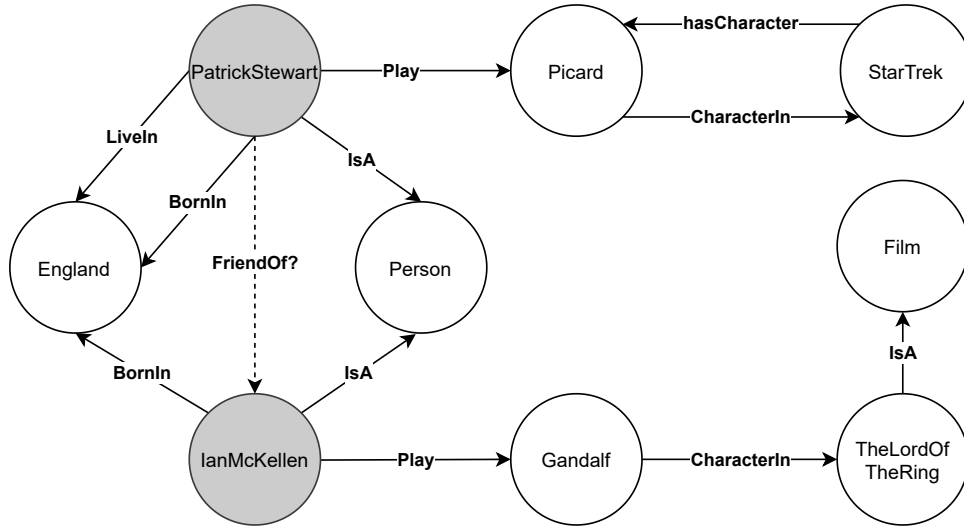 hasCharacter
PatrickStewart
Play
Picard
StarTrek
CharacterIn
LiveIn
IsA
BornIn
England
FriendOf?
Person
Film
BornIn
IsA
IsA
IanMcKellen
Play
Gandalf
CharacterIn
TheLordOf
TheRing